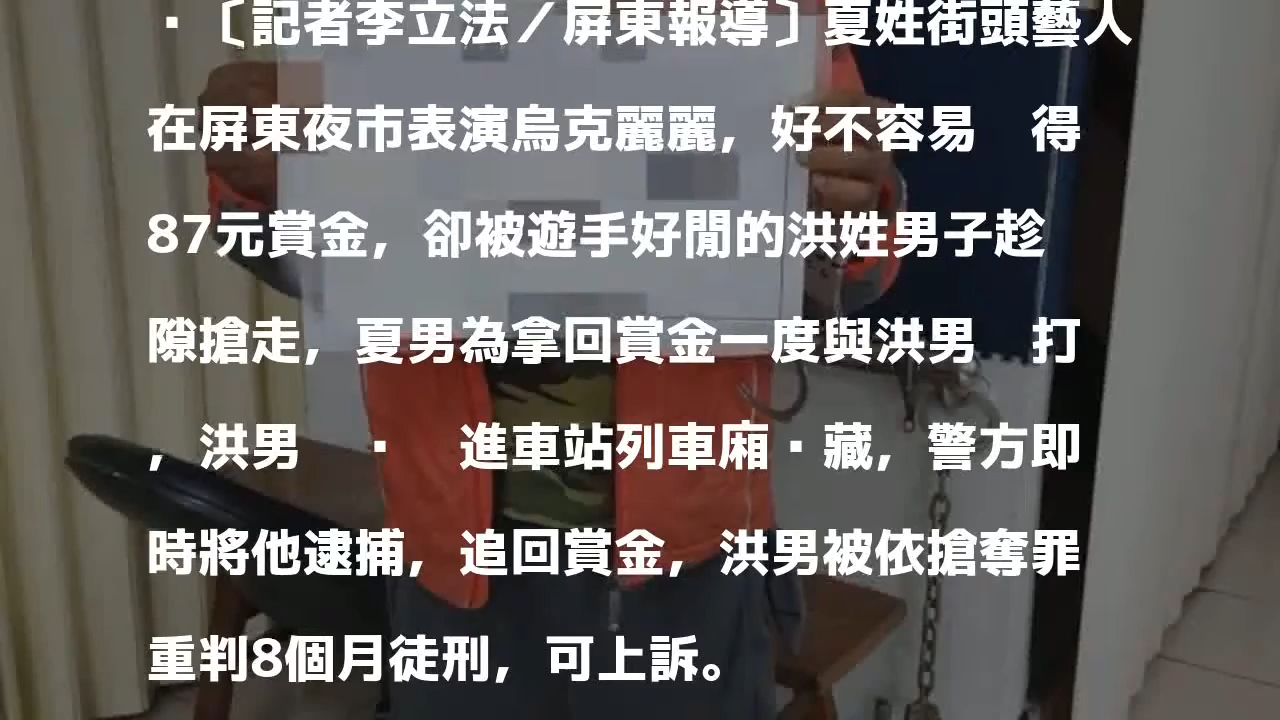 ·〔記者李立法／屏東報導〕夏姓街頭藝人
在屏東夜市表演烏克麗麗，好不容易　得
87元賞金，卻被遊手好閒的洪姓男子趁
隙搶走，夏男為拿回賞金一度與洪男　打
，洪男　·　進車站列車廂·藏，警方即
時將他逮捕，追回賞金，洪男被依搶奪罪
重判8個月徒刑，可上訴。